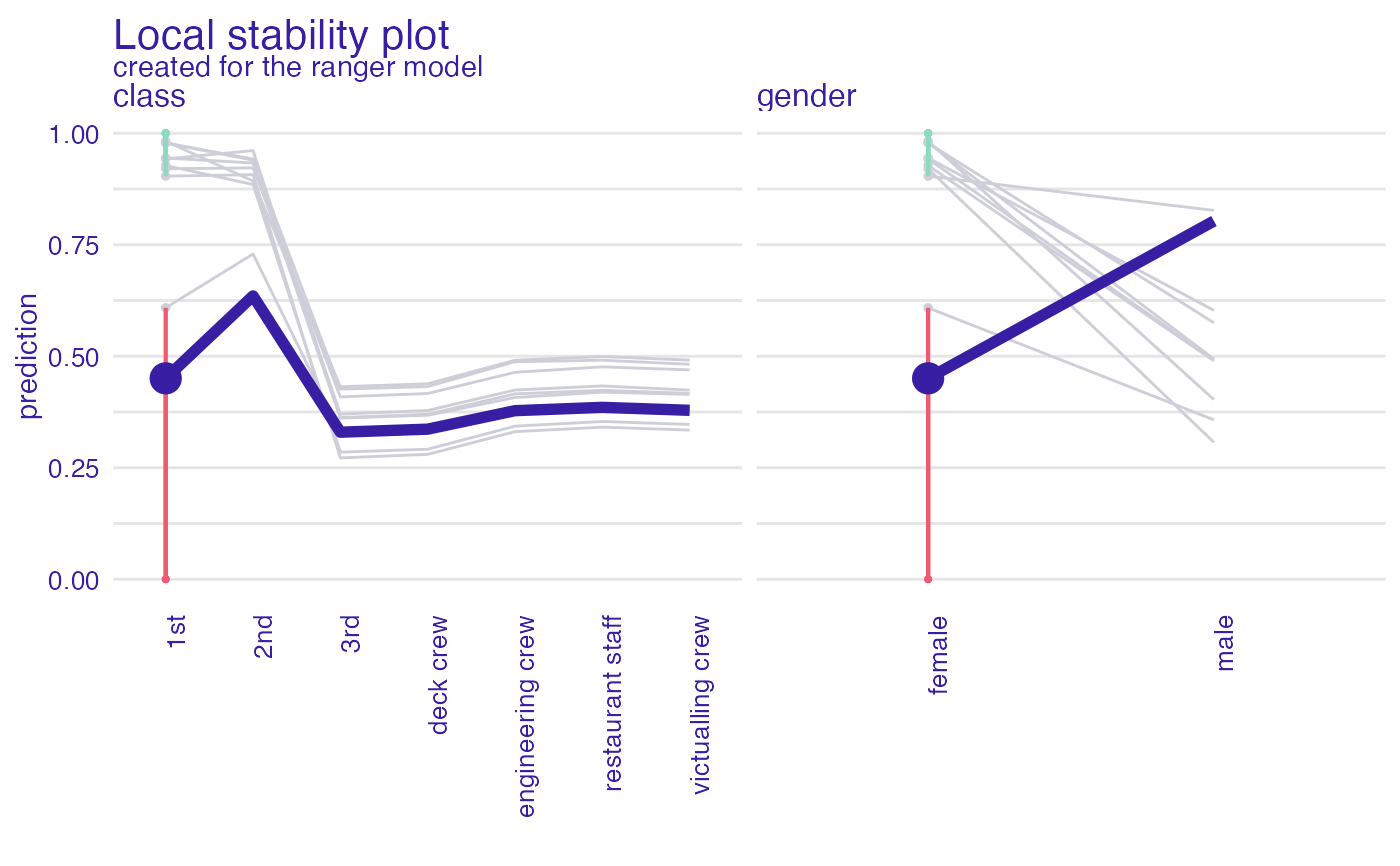 Local stability plot
created for the ranger model
class
gender
prediction
1.00
0.75
0.50
0.25
0.00
1st
2nd
3rd
deck crew
engineering crew
restaurant staff
victualling crew
female
male